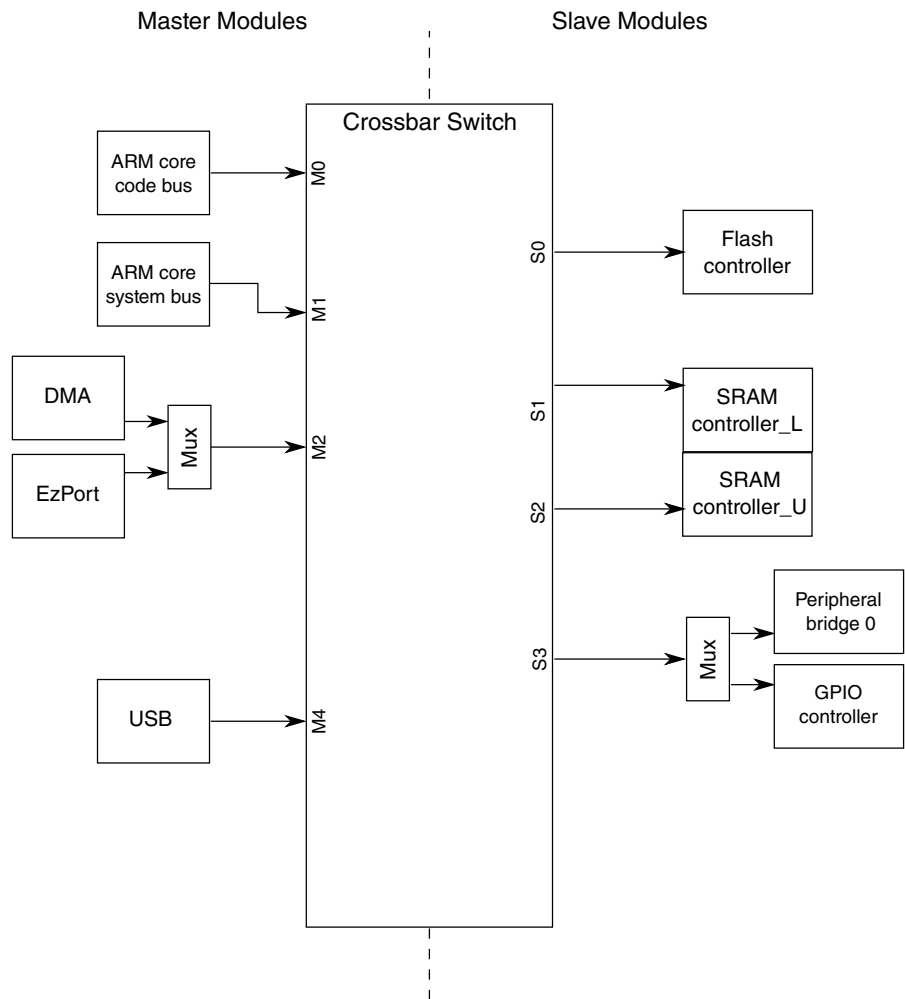 Master Modules
Slave Modules
Crossbar Switch
ARM core
code bus
M0
ARM core
system bus
M1
DMA
EzPort
Mux
M2
USB
M4
S0
Flash
controller
S1
SRAM
controller_L
S2
SRAM
controller_U
S3
Mux
Peripheral
bridge 0
GPIO
controller